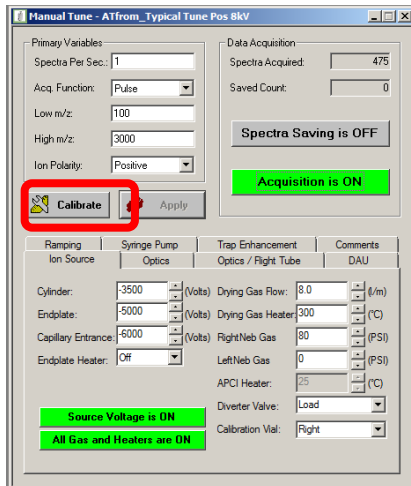 Manual Tune - ATfrom_Typical Tune Pos 8kV
Primary Variables
Spectra Per Sec.: 1
Acq. Function: Pulse
Low m/z: 100
High m/z: 3000
Ion Polarity: Positive
Data Acquisition
Spectra Acquired: 475
Saved Count: 0
Spectra Saving is OFF
Acquisition is ON
Calibrate
Apply
Ramping Syringe Pump Trap Enhancement Comments
Ion Source Optics Optics / Flight Tube DAU
Cylinder: -3500 (Volts) Drying Gas Flow: 8.0 (l/m)
Endplate: -5000 (Volts) Drying Gas Heater: 300 (°C)
Capillary Entrance: -6000 (Volts) RightNeb Gas 80 (PSI)
Endplate Heater: Off LeftNeb Gas 0 (PSI)
APCI Heater: 25 (°C)
Diverter Valve: Load
Calibration Vial: Right
Source Voltage is ON
All Gas and Heaters are ON